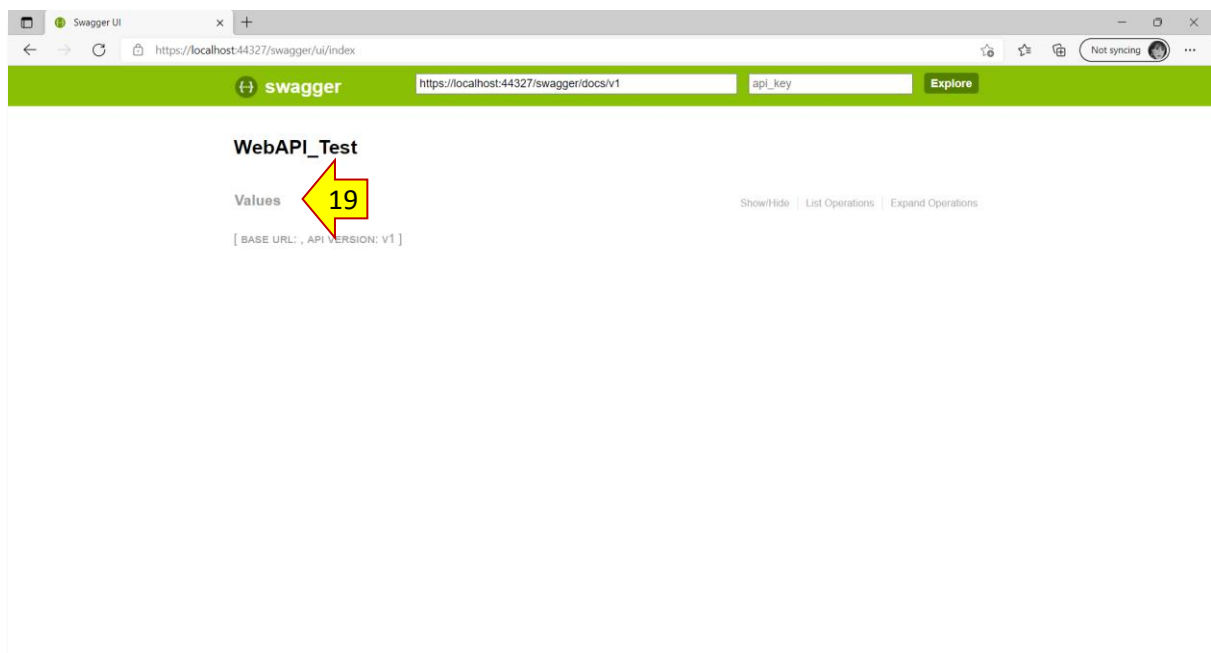 Swagger UI
https://localhost:44327/swagger/ui/index
Not syncing
swagger
https://localhost:44327/swagger/docs/v1
api_key
Explore
WebAPI_Test
Values
19
Show/Hide
List Operations
Expand Operations
[ BASE URL: , API VERSION: V1 ]